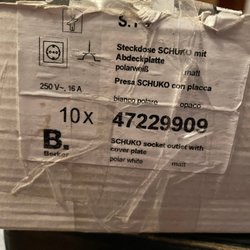 Steckdose SCHUKO mit
Abdeckplatte
polarweiß matt
Presa SCHUKO con placca
250 V~, 16 A
bianco polare opaco
10 x 47229909
B.
Berker
SCHUKO socket outlet with
cover plate
polar white matt